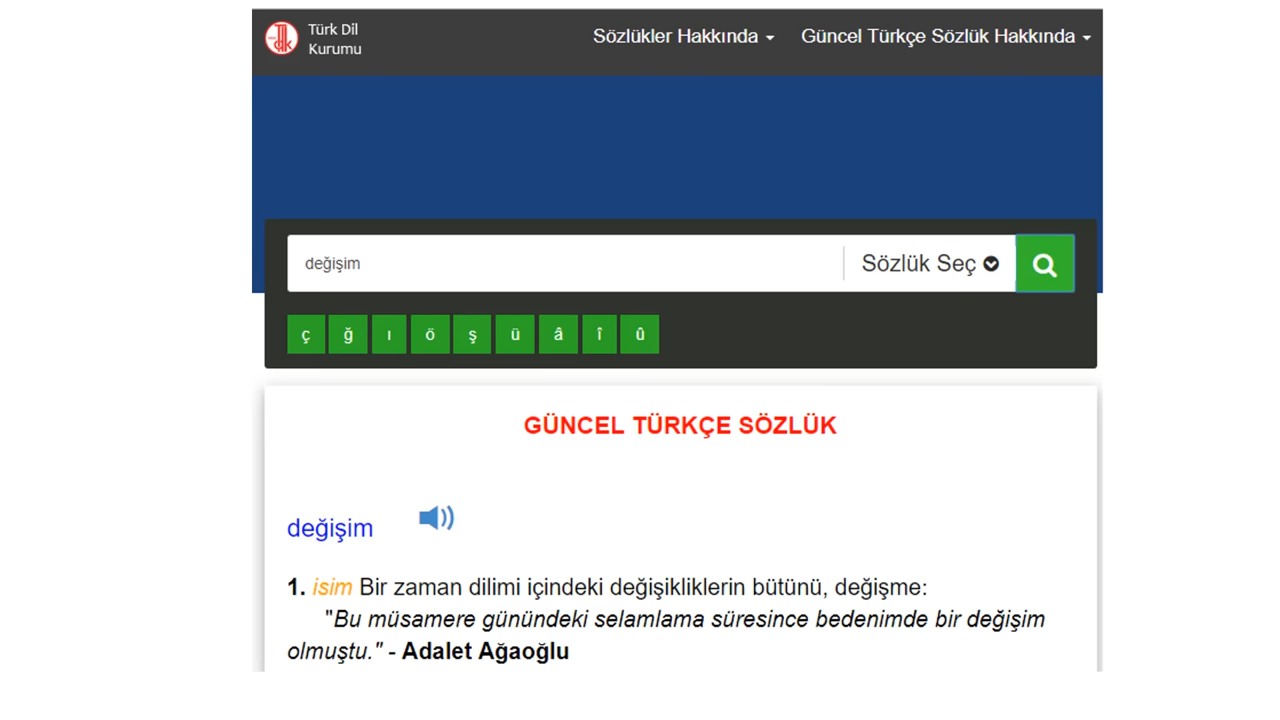 Türk Dil
Kurumu
Sözlükler Hakkında
Güncel Türkçe Sözlük Hakkında
değişim
Sözlük Seç
ç ğ ı ö ş ü â î û
GÜNCEL TÜRKÇE SÖZLÜK
değişim
1. isim Bir zaman dilimi içindeki değişikliklerin bütünü, değişme:
"Bu müsamere günündeki selamlama süresince bedenimde bir değişim
olmuştu." - Adalet Ağaoğlu